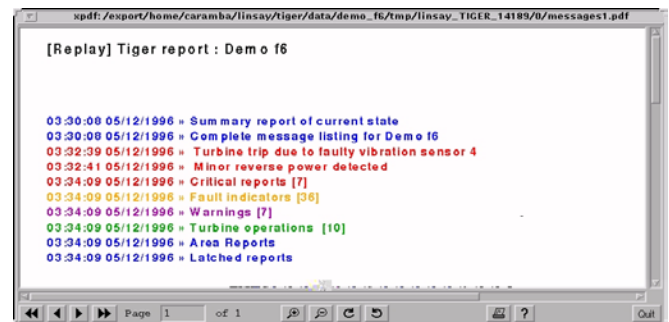 xpdf: /export/home/caramba/linsay/tiger/data/demo_f6/tmp/linsay_TIGER_14189/0/messages1.pdf
[Replay] Tiger report : Demo f6
03:30:08 05/12/1996 » Summary report of current state
03:30:08 05/12/1996 » Complete message listing for Demo f6
03:32:39 05/12/1996 » Turbine trip due to faulty vibration sensor 4
03:32:41 05/12/1996 » Minor reverse power detected
03:34:09 05/12/1996 » Critical reports [7]
03:34:09 05/12/1996 » Fault indicators [36]
03:34:09 05/12/1996 » Warnings [7]
03:34:09 05/12/1996 » Turbine operations [10]
03:34:09 05/12/1996 » Area Reports
03:34:09 05/12/1996 » Latched reports
Page 1 of 1 ? Quit